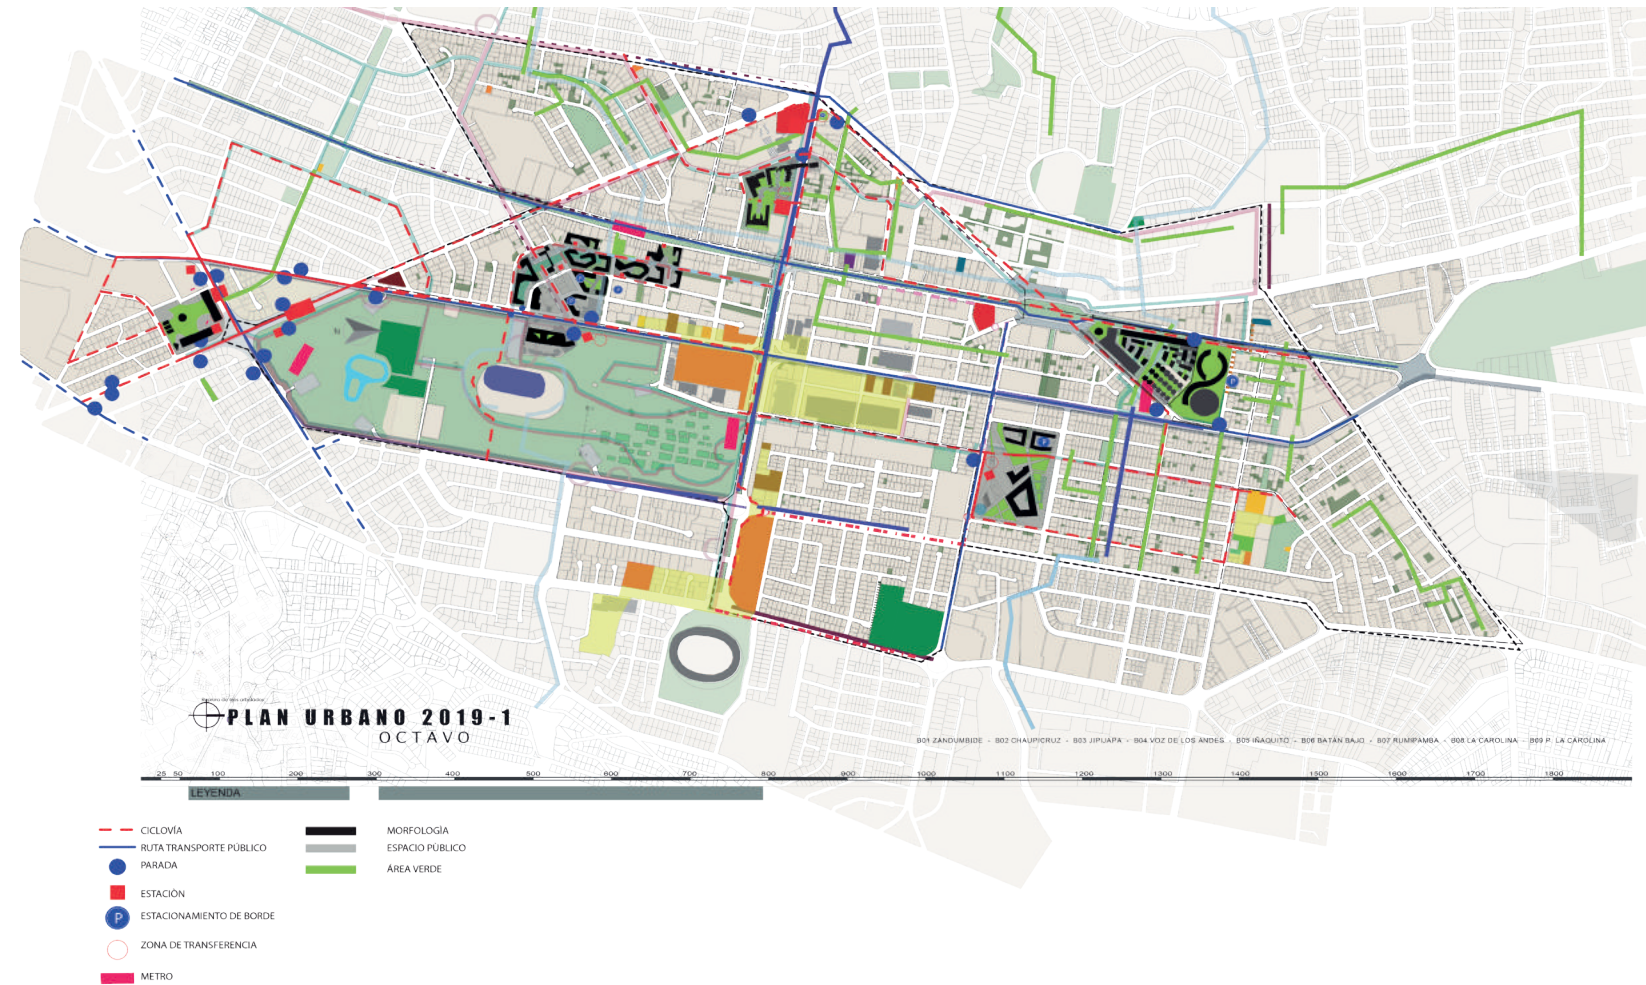 PLAN URBANO 2019-1
OCTAVO
B01 ZANDUMBIDE - B02 CHAUPICRUZ - B03 JIPIJAPA - B04 VOZ DE LOS ANDES - B05 IÑAQUITO - B06 BATÁN BAJO - B07 RUMIPAMBA - B08 LA CAROLINA - B09 P. LA CAROLINA
25 50 100 200 300 400 500 600 700 800 900 1000 1100 1200 1300 1400 1500 1600 1700 1800
LEYENDA
CICLOVÍA
RUTA TRANSPORTE PÚBLICO
PARADA
ESTACIÓN
P ESTACIONAMIENTO DE BORDE
ZONA DE TRANSFERENCIA
METRO
MORFOLOGÍA
ESPACIO PÚBLICO
ÁREA VERDE